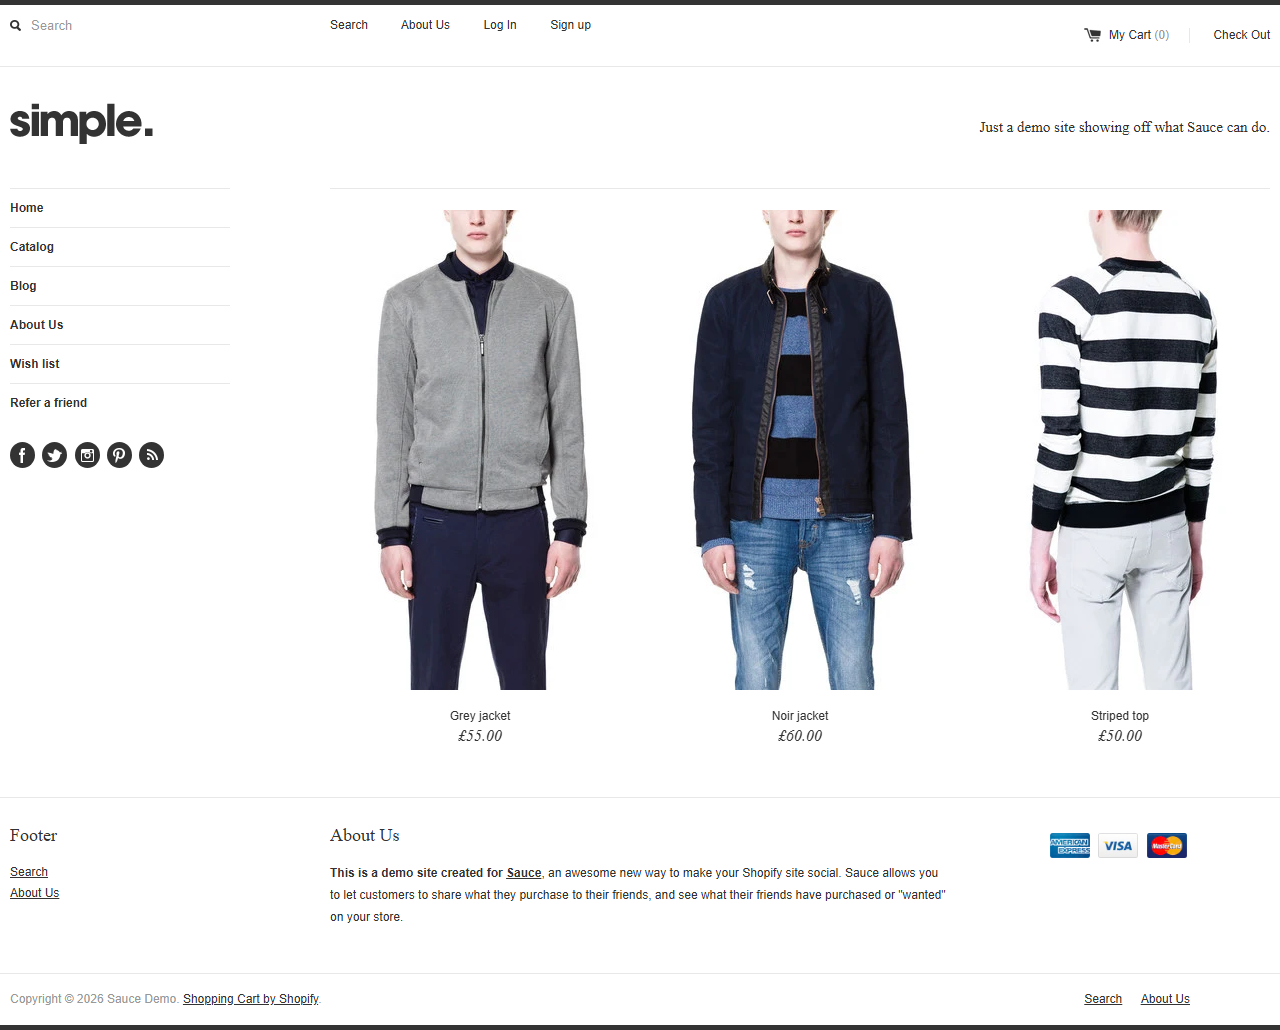 Search
Search About Us Log In Sign up
My Cart (0) Check Out
simple.
Just a demo site showing off what Sauce can do.
Home
Catalog
Blog
About Us
Wish list
Refer a friend
Grey jacket
£55.00
Noir jacket
£60.00
Striped top
£50.00
Footer
Search
About Us
About Us
This is a demo site created for Sauce, an awesome new way to make your Shopify site social. Sauce allows you
to let customers to share what they purchase to their friends, and see what their friends have purchased or "wanted"
on your store.
AMERICAN EXPRESS
VISA
MasterCard
Copyright © 2026 Sauce Demo. Shopping Cart by Shopify.
Search About Us